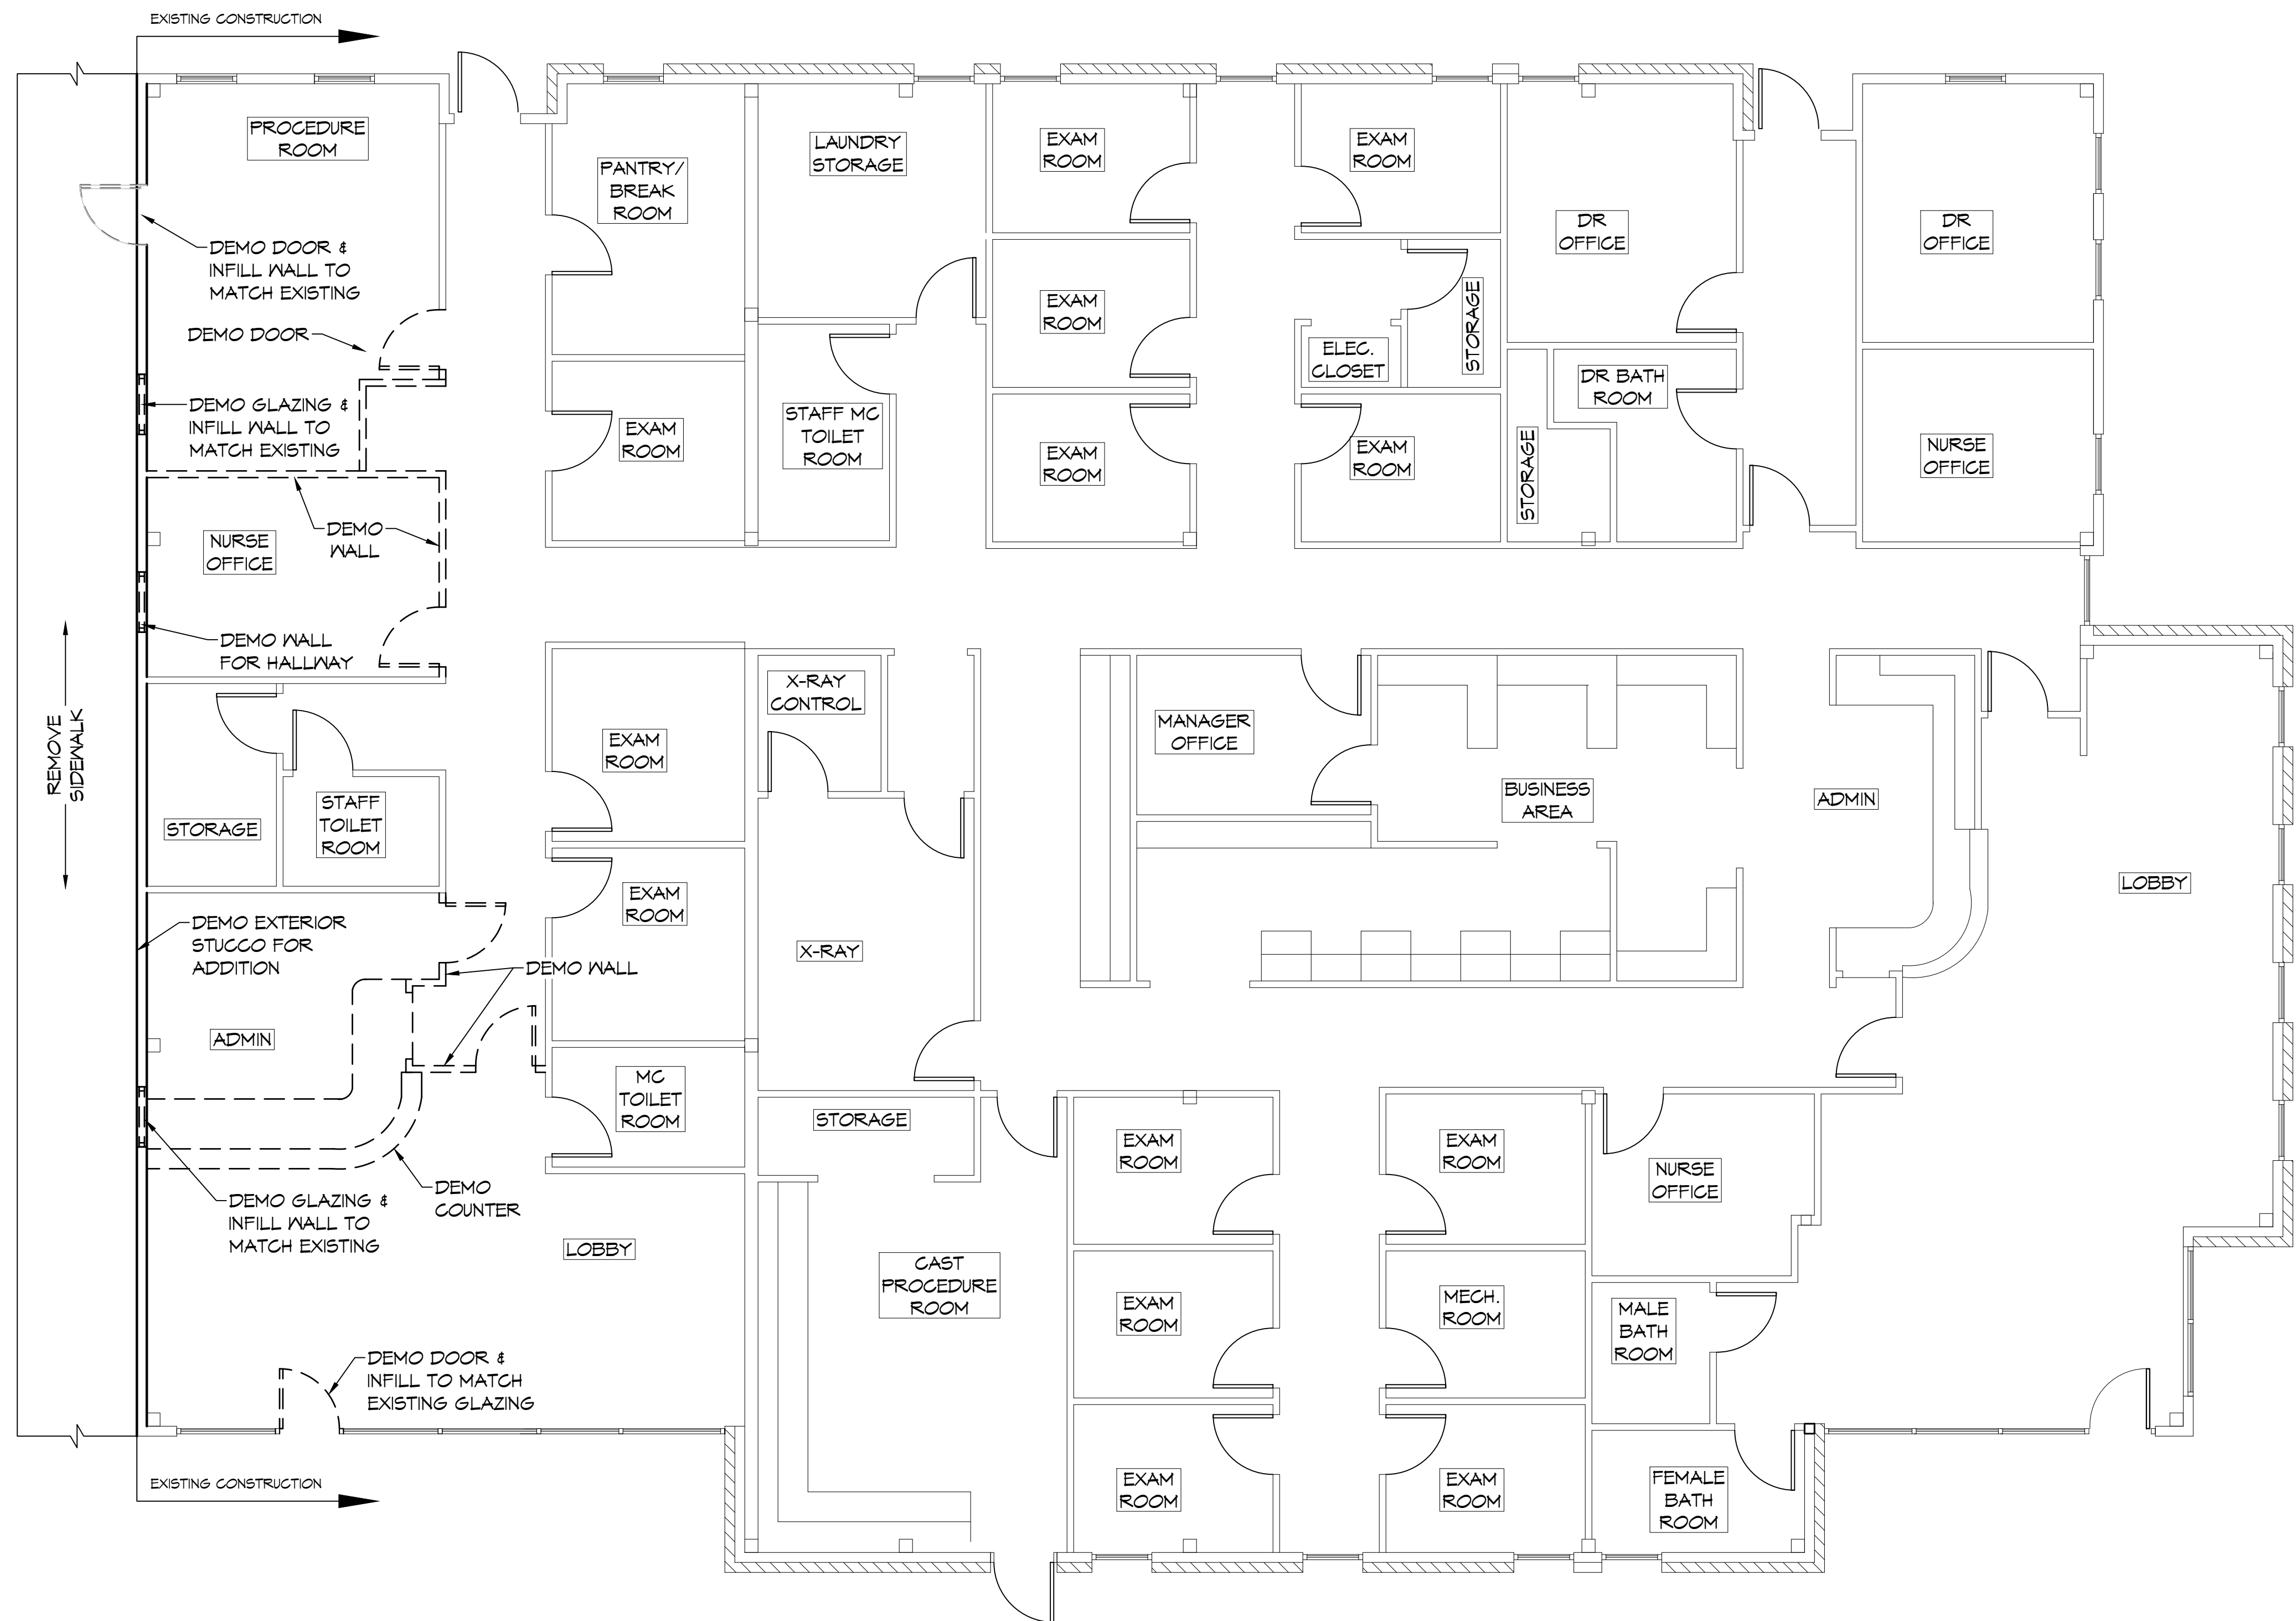 EXISTING CONSTRUCTION
PROCEDURE
ROOM
PANTRY/
BREAK
ROOM
LAUNDRY
STORAGE
EXAM
ROOM
EXAM
ROOM
DR
OFFICE
DR
OFFICE
DEMO DOOR &
INFILL WALL TO
MATCH EXISTING
DEMO DOOR
EXAM
ROOM
ELEC.
CLOSET
STORAGE
DR BATH
ROOM
DEMO GLAZING &
INFILL WALL TO
MATCH EXISTING
EXAM
ROOM
STAFF MC
TOILET
ROOM
EXAM
ROOM
EXAM
ROOM
STORAGE
NURSE
OFFICE
DEMO
WALL
NURSE
OFFICE
DEMO WALL
FOR HALLWAY
REMOVE
SIDEWALK
EXAM
ROOM
X-RAY
CONTROL
MANAGER
OFFICE
BUSINESS
AREA
ADMIN
STORAGE
STAFF
TOILET
ROOM
EXAM
ROOM
LOBBY
DEMO EXTERIOR
STUCCO FOR
ADDITION
DEMO WALL
X-RAY
ADMIN
MC
TOILET
ROOM
STORAGE
EXAM
ROOM
EXAM
ROOM
NURSE
OFFICE
DEMO GLAZING &
INFILL WALL TO
MATCH EXISTING
DEMO
COUNTER
LOBBY
CAST
PROCEDURE
ROOM
EXAM
ROOM
MECH.
ROOM
MALE
BATH
ROOM
DEMO DOOR &
INFILL TO MATCH
EXISTING GLAZING
EXISTING CONSTRUCTION
EXAM
ROOM
EXAM
ROOM
FEMALE
BATH
ROOM